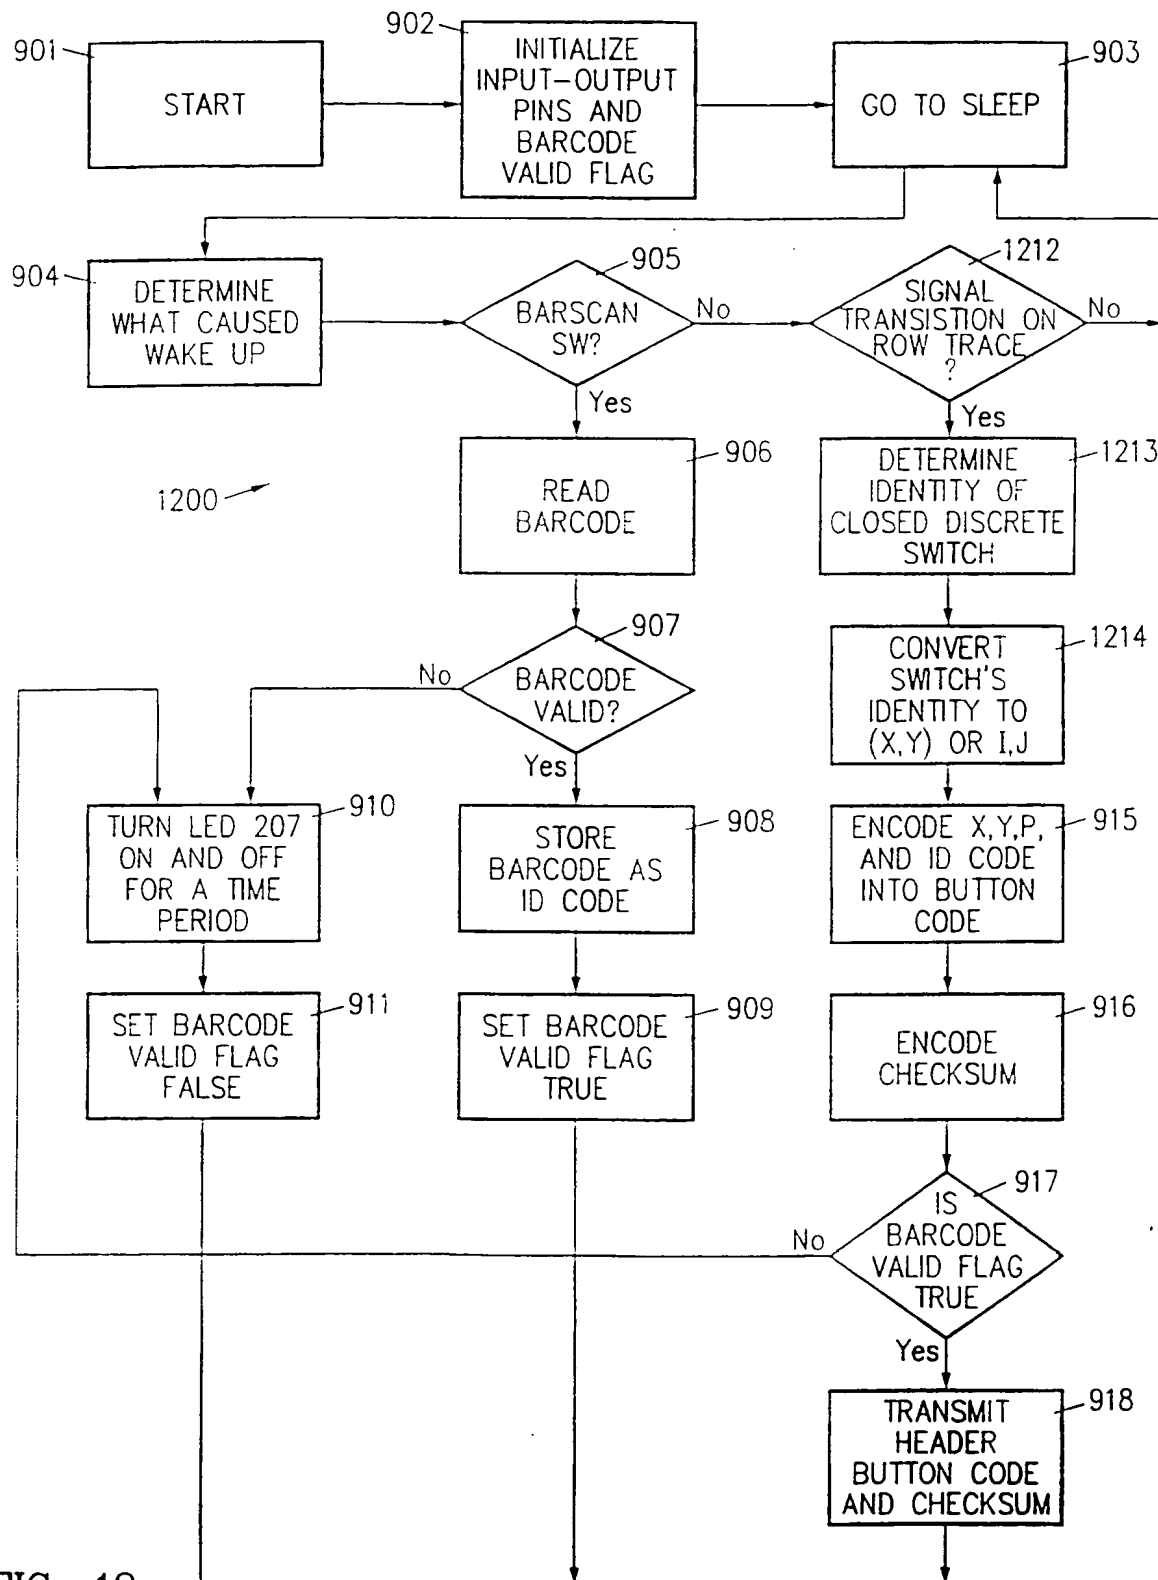 901
START
902
INITIALIZE
INPUT-OUTPUT
PINS AND
BARCODE
VALID FLAG
903
GO TO SLEEP
904
DETERMINE
WHAT CAUSED
WAKE UP
905
BARSCAN
SW?
No
Yes
1212
SIGNAL
TRANSISTION ON
ROW TRACE
?
No
Yes
1200
906
READ
BARCODE
1213
DETERMINE
IDENTITY OF
CLOSED DISCRETE
SWITCH
907
BARCODE
VALID?
No
Yes
1214
CONVERT
SWITCH'S
IDENTITY TO
(X,Y) OR I,J
910
TURN LED 207
ON AND OFF
FOR A TIME
PERIOD
908
STORE
BARCODE AS
ID CODE
915
ENCODE X,Y,P,
AND ID CODE
INTO BUTTON
CODE
911
SET BARCODE
VALID FLAG
FALSE
909
SET BARCODE
VALID FLAG
TRUE
916
ENCODE
CHECKSUM
917
IS
BARCODE
VALID FLAG
TRUE
No
Yes
918
TRANSMIT
HEADER
BUTTON CODE
AND CHECKSUM